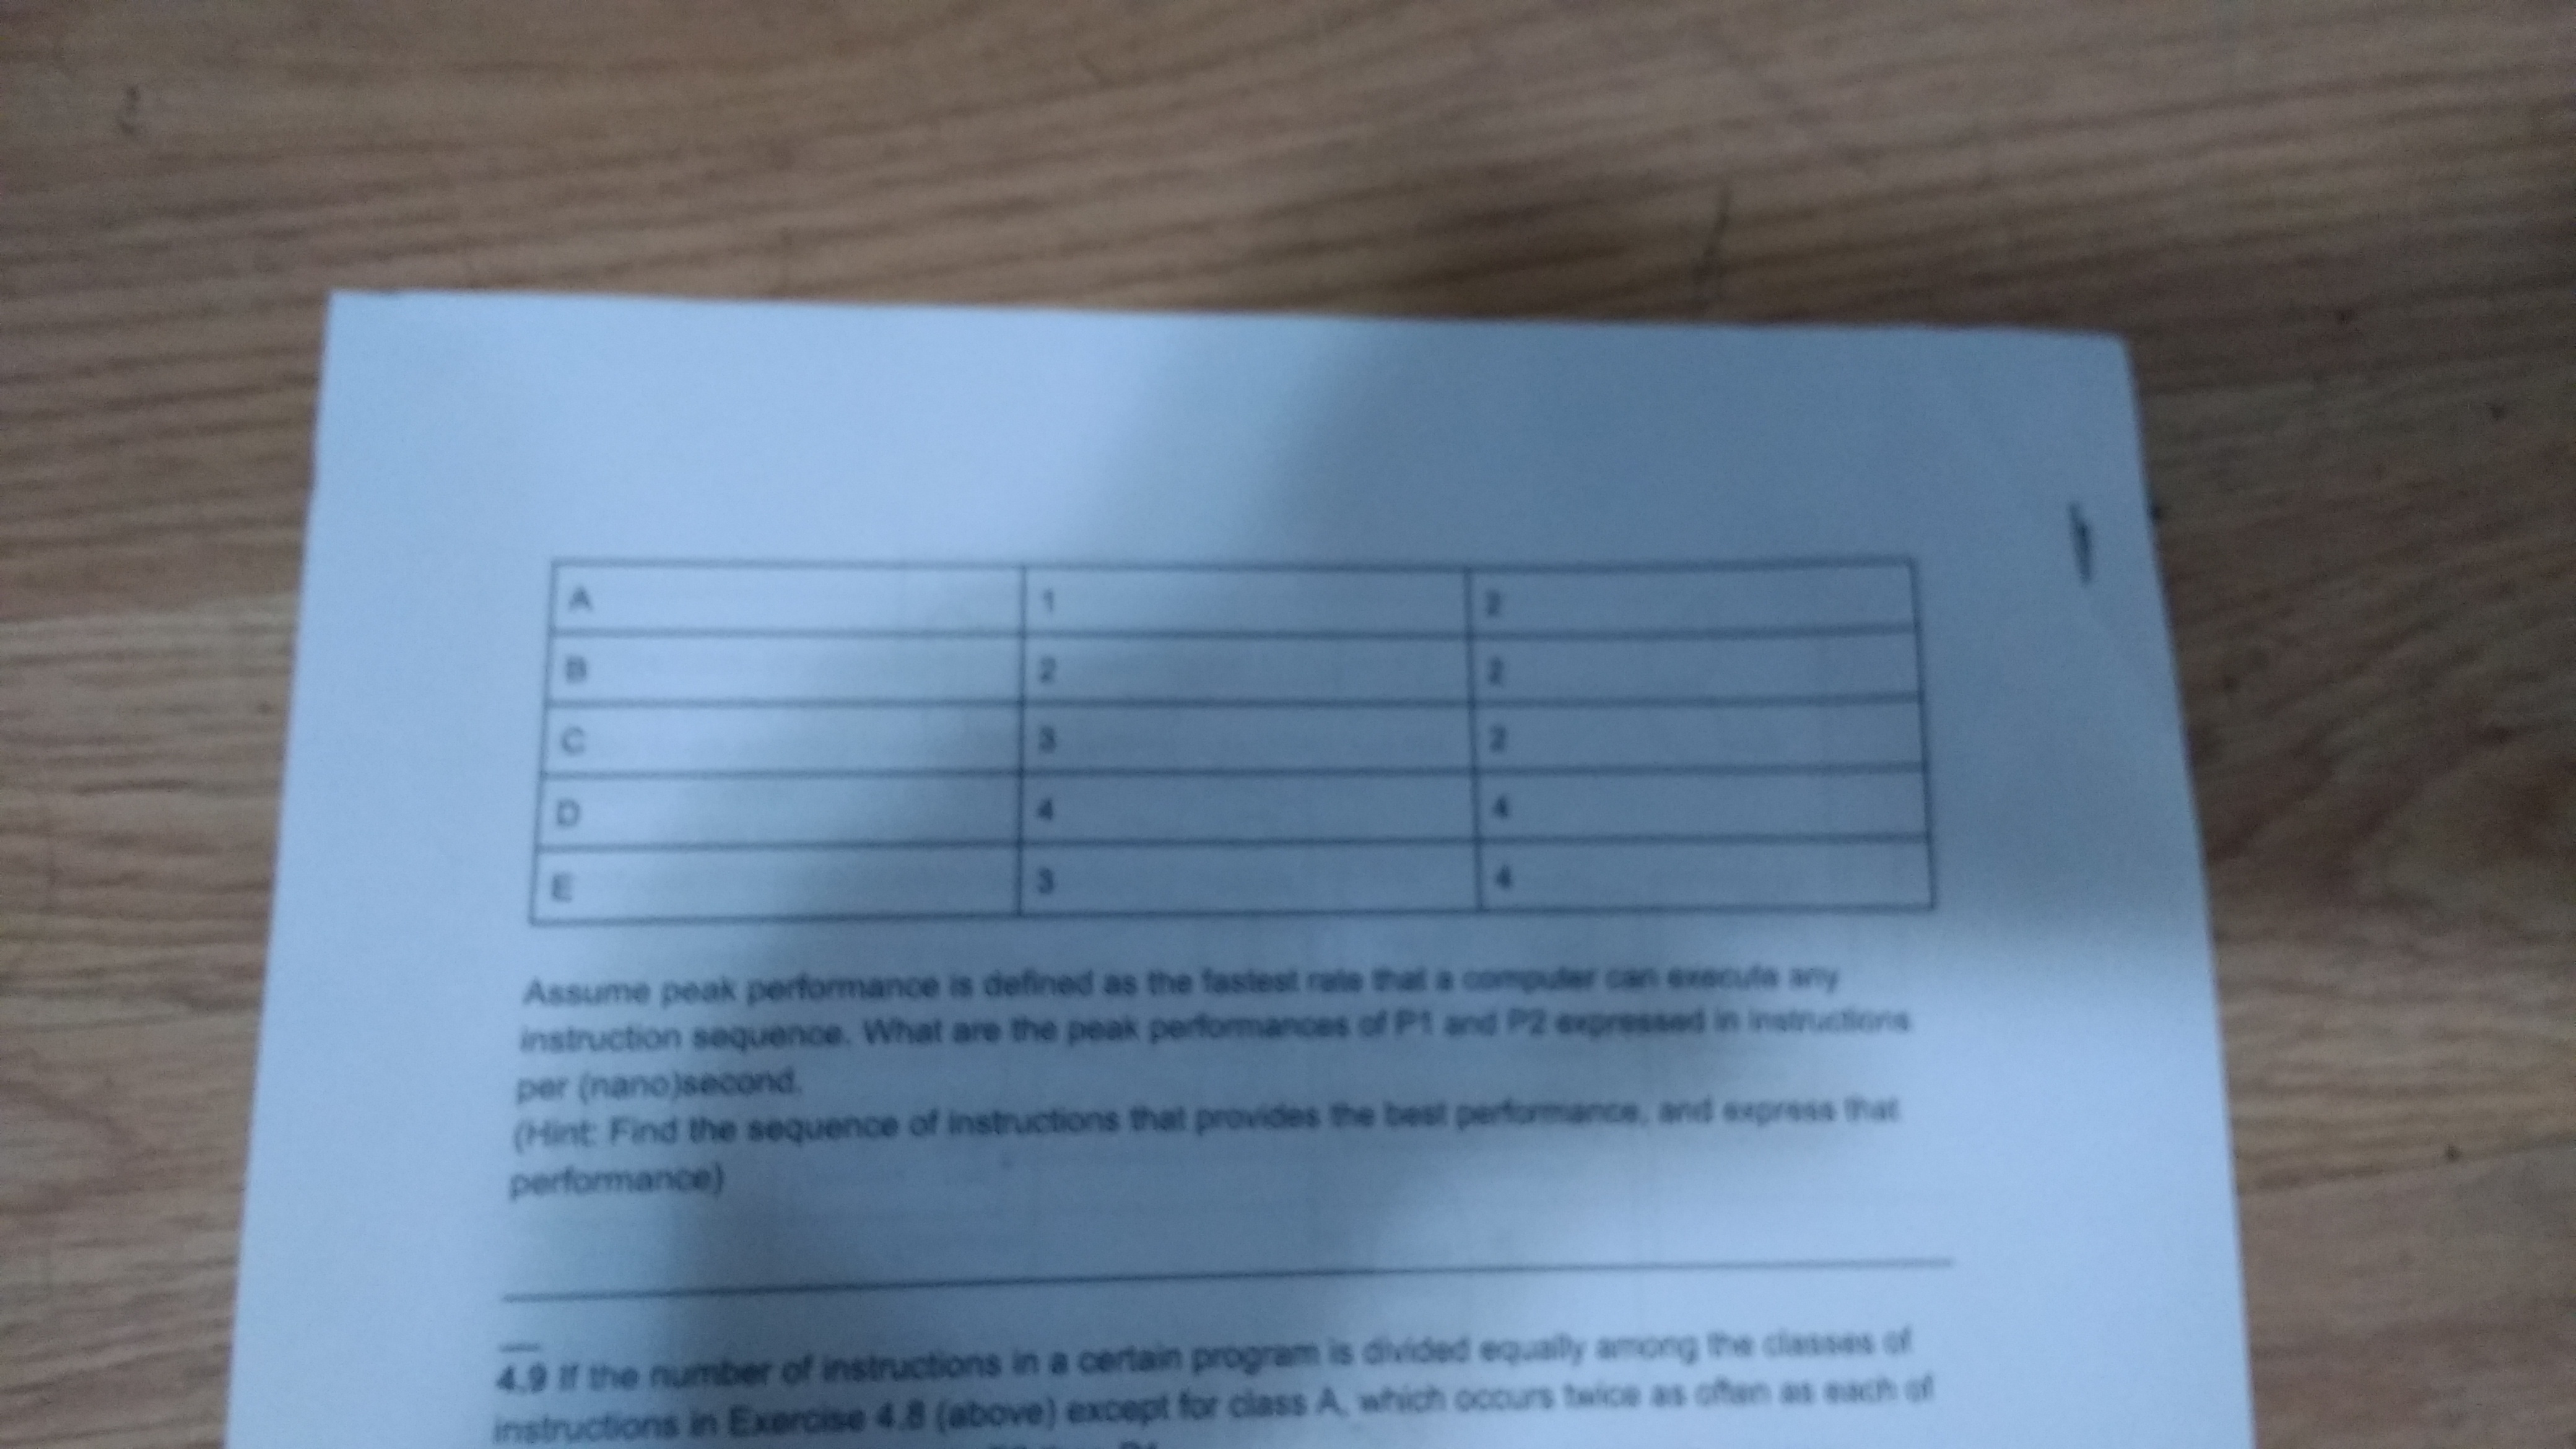 A 1 2
B 2 2
C 3 2
D 4 4
E 3 4
Assume peak performance is defined as the fastest rate that a computer can execute any
instruction sequence. What are the peak performances of P1 and P2 expressed in instructions
per (nano)second.
(Hint: Find the sequence of instructions that provides the best performance, and express that
performance)
4.9 If the number of instructions in a certain program is divided equally among the classes of
instructions in Exercise 4.8 (above) except for class A, which occurs twice as often as each of